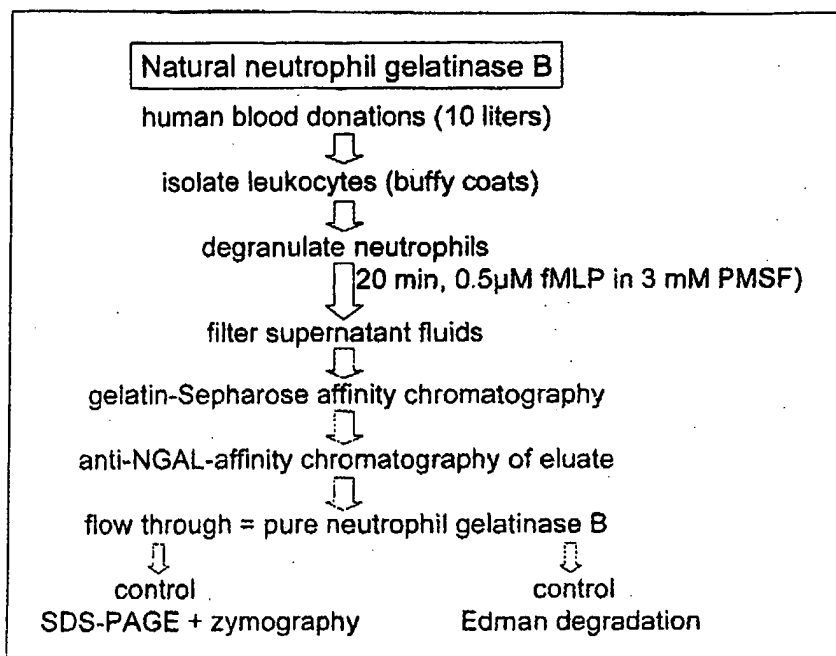 Natural neutrophil gelatinase B
human blood donations (10 liters)
isolate leukocytes (buffy coats)
degranulate neutrophils
20 min, 0.5µM fMLP in 3 mM PMSF)
filter supernatant fluids
gelatin-Sepharose affinity chromatography
anti-NGAL-affinity chromatography of eluate
flow through = pure neutrophil gelatinase B
control control
SDS-PAGE + zymography Edman degradation